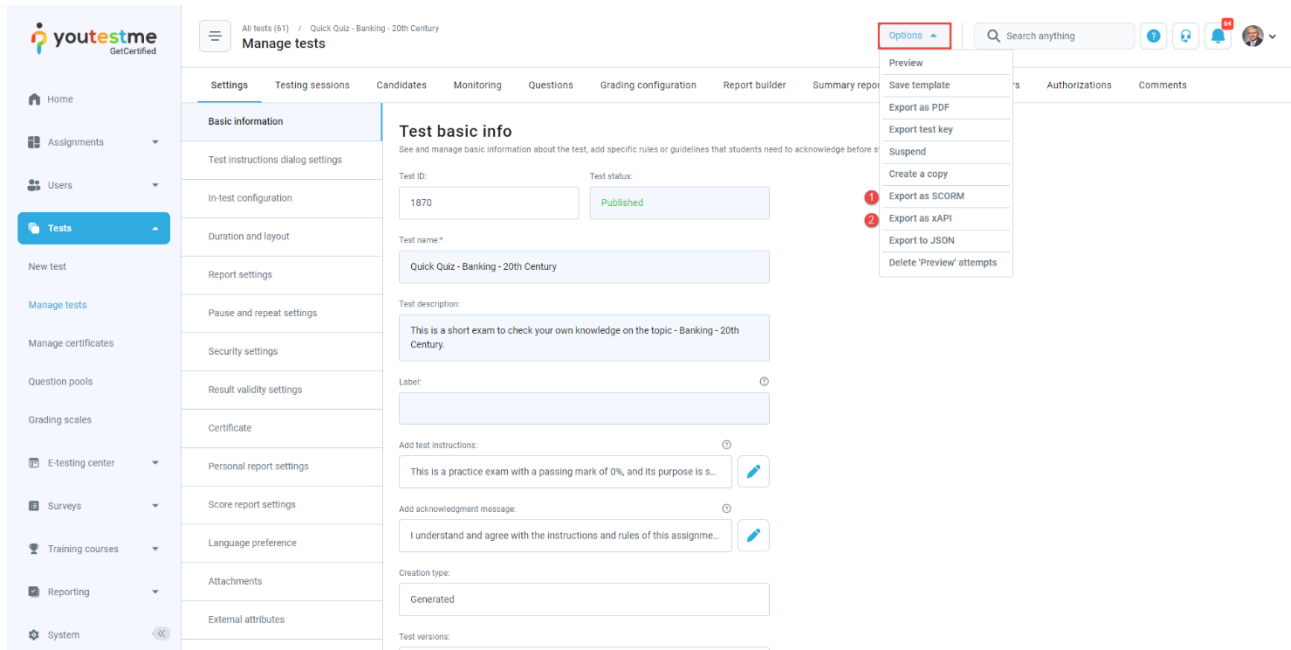 youtestme
GetCertified
All tests (61) / Quick Quiz - Banking - 20th Century
Manage tests
Options
Search anything
?
64
Home
Assignments
Users
Tests
New test
Manage tests
Manage certificates
Question pools
Grading scales
E-testing center
Surveys
Training courses
Reporting
System
Settings
Testing sessions
Candidates
Monitoring
Questions
Grading configuration
Report builder
Summary repor
rs
Authorizations
Comments
Preview
Save template
Export as PDF
Export test key
Suspend
Create a copy
1 Export as SCORM
2 Export as xAPI
Export to JSON
Delete 'Preview' attempts
Basic information
Test instructions dialog settings
In-test configuration
Duration and layout
Report settings
Pause and repeat settings
Security settings
Result validity settings
Certificate
Personal report settings
Score report settings
Language preference
Attachments
External attributes
Test basic info
See and manage basic information about the test, add specific rules or guidelines that students need to acknowledge before s
Test ID:
1870
Test status:
Published
Test name:*
Quick Quiz - Banking - 20th Century
Test description:
This is a short exam to check your own knowledge on the topic - Banking - 20th
Century.
Label:
?
Add test instructions:
?
This is a practice exam with a passing mark of 0%, and its purpose is s...
Add acknowledgment message:
?
I understand and agree with the instructions and rules of this assignme...
Creation type:
Generated
Test versions: